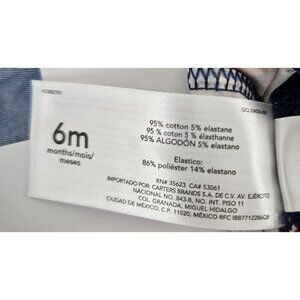 6m
months/mois/
meses
95% cotton 5% elastane
95 % coton 5 % élasthanne
95% ALGODÓN 5% elastano
Elastico:
86% poliéster 14% elastano
RN# 35623 CA# 53061
IMPORTADO POR: CARTERS BRANDS S.A. DE C.V. AV. EJÉRCITO
NACIONAL NO. 843-B, NO. INT. PISO 11
COL. GRANADA, MIGUEL HIDALGO
CIUDAD DE MÉXICO, C.P. 11520, MÉXICO RFC